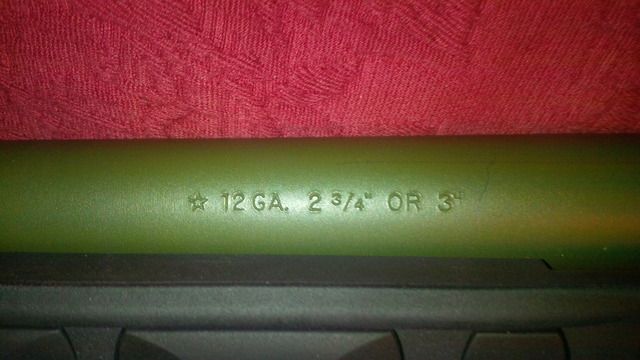 ☆ 12 GA. 2 3/4" OR 3"